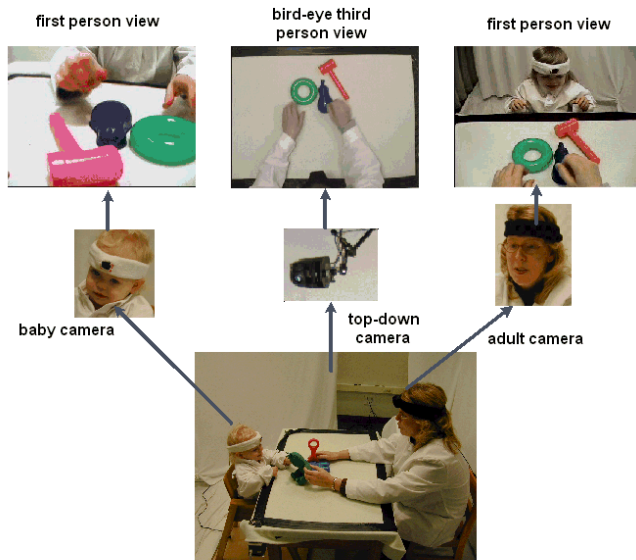 first person view
bird-eye third
person view
first person view
baby camera
top-down
camera
adult camera